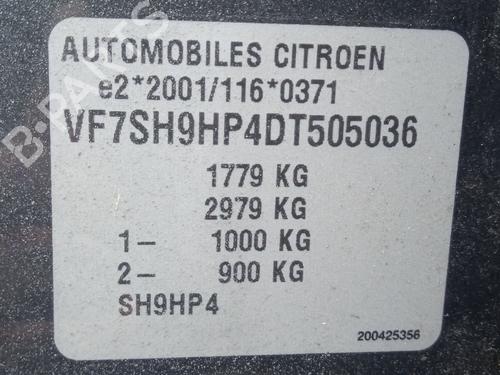 AUTOMOBILES CITROEN
e2*2001/116*0371
VF7SH9HP4DT505036
1779 KG
2979 KG
1– 1000 KG
2– 900 KG
SH9HP4
200425356
B-PARTS